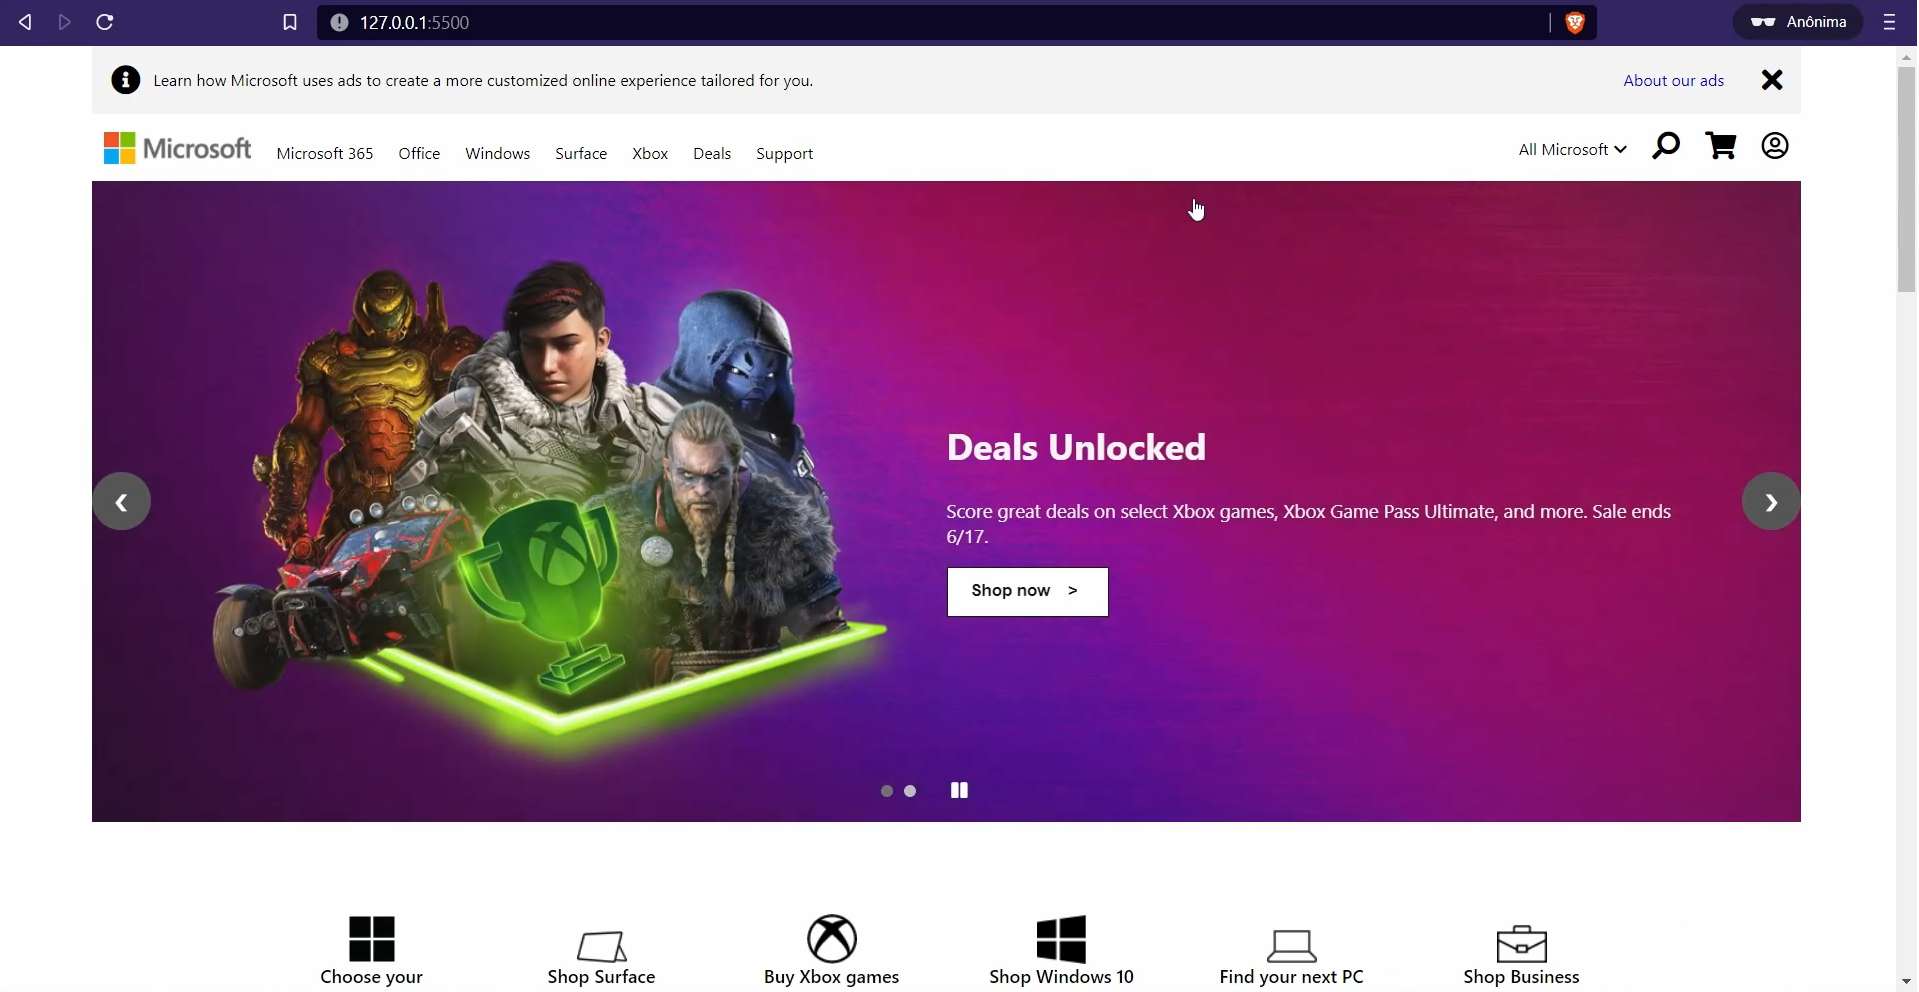 127.0.0.1:5500
Anônima
Learn how Microsoft uses ads to create a more customized online experience tailored for you.
About our ads
Microsoft
Microsoft 365
Office
Windows
Surface
Xbox
Deals
Support
All Microsoft
Deals Unlocked
Score great deals on select Xbox games, Xbox Game Pass Ultimate, and more. Sale ends
6/17.
Shop now >
Choose your
Shop Surface
Buy Xbox games
Shop Windows 10
Find your next PC
Shop Business